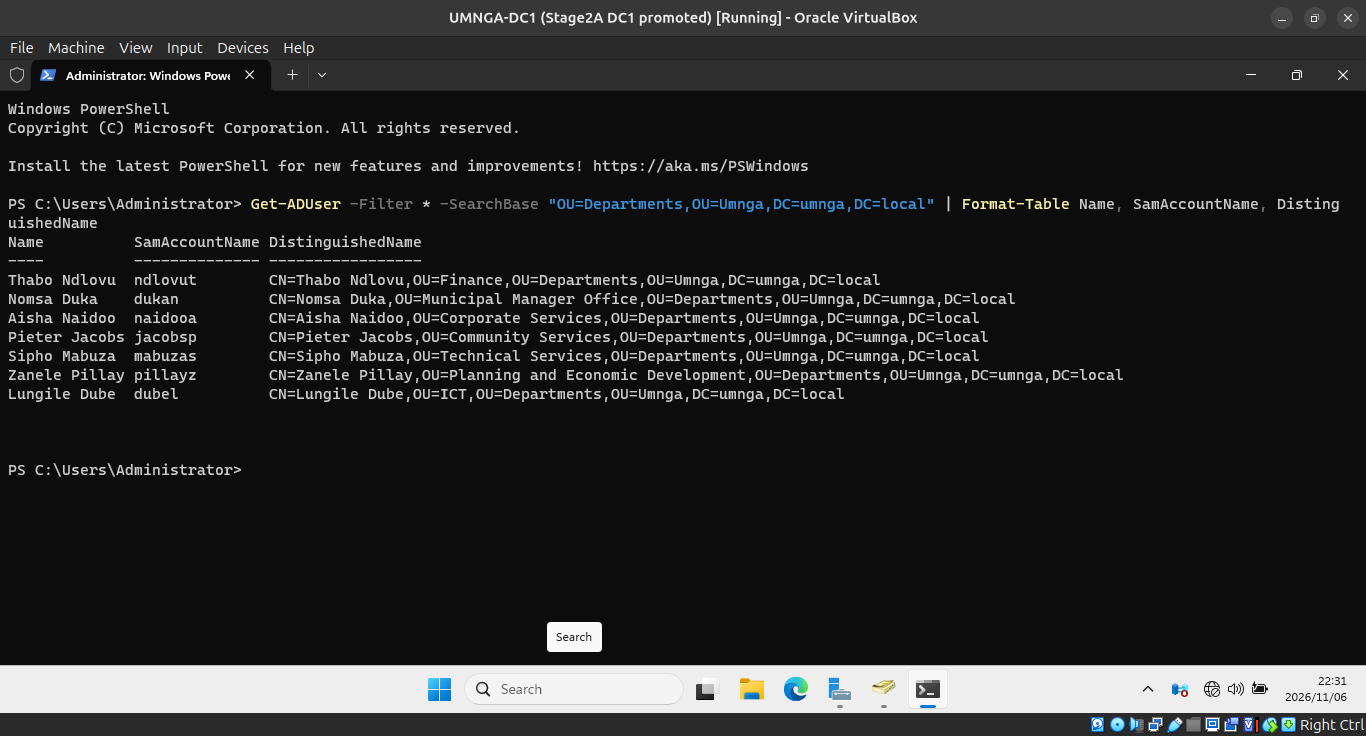 UMNGA-DC1 (Stage2A DC1 promoted) [Running] - Oracle VirtualBox
File Machine View Input Devices Help
Administrator: Windows Powe
Windows PowerShell
Copyright (C) Microsoft Corporation. All rights reserved.
Install the latest PowerShell for new features and improvements! https://aka.ms/PSWindows
PS C:\Users\Administrator> Get-ADUser -Filter * -SearchBase "OU=Departments,OU=Umnga,DC=umnga,DC=local" | Format-Table Name, SamAccountName, Disting
uishedName
Name SamAccountName DistinguishedName
---- -------------- -----------------
Thabo Ndlovu ndlovut CN=Thabo Ndlovu,OU=Finance,OU=Departments,OU=Umnga,DC=umnga,DC=local
Nomsa Duka dukan CN=Nomsa Duka,OU=Municipal Manager Office,OU=Departments,OU=Umnga,DC=umnga,DC=local
Aisha Naidoo naidooa CN=Aisha Naidoo,OU=Corporate Services,OU=Departments,OU=Umnga,DC=umnga,DC=local
Pieter Jacobs jacobsp CN=Pieter Jacobs,OU=Community Services,OU=Departments,OU=Umnga,DC=umnga,DC=local
Sipho Mabuza mabuzas CN=Sipho Mabuza,OU=Technical Services,OU=Departments,OU=Umnga,DC=umnga,DC=local
Zanele Pillay pillayz CN=Zanele Pillay,OU=Planning and Economic Development,OU=Departments,OU=Umnga,DC=umnga,DC=local
Lungile Dube dubel CN=Lungile Dube,OU=ICT,OU=Departments,OU=Umnga,DC=umnga,DC=local
PS C:\Users\Administrator>
Search
Search
22:31
2026/11/06
Right Ctrl